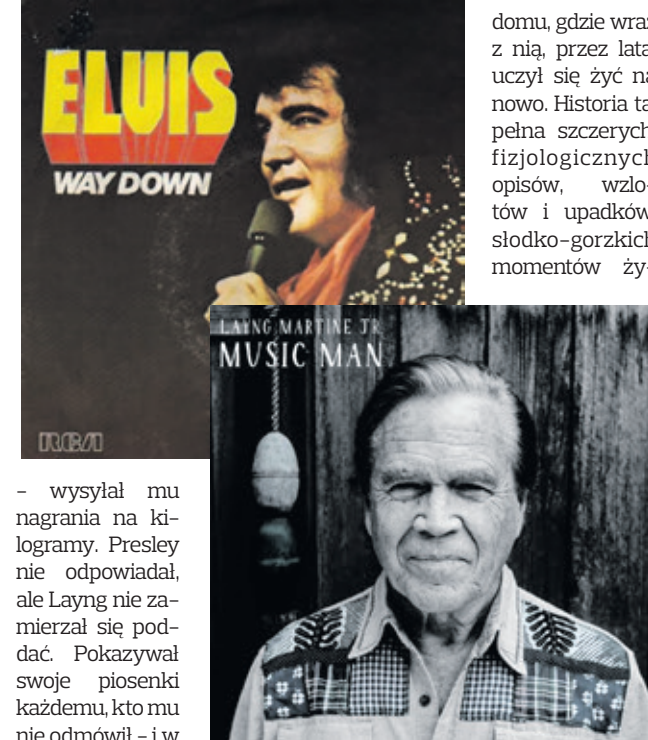 ELVIS
WAY DOWN
RCA
domu, gdzie wraz
z nią, przez lata
uczył się żyć na
nowo. Historia ta
pełna szczerych
fizjologicznych
opisów, wzlo-
tów i upadków
słodko-gorzkich
momentów ży-
LAYNG MARTINE JR
MUSIC MAN
– wysyłał mu
nagrania na ki-
logramy. Presley
nie odpowiadał,
ale Layng nie za-
mierzał się pod-
dać. Pokazywał
swoje piosenki
każdemu, kto mu
nie odmówił – i w